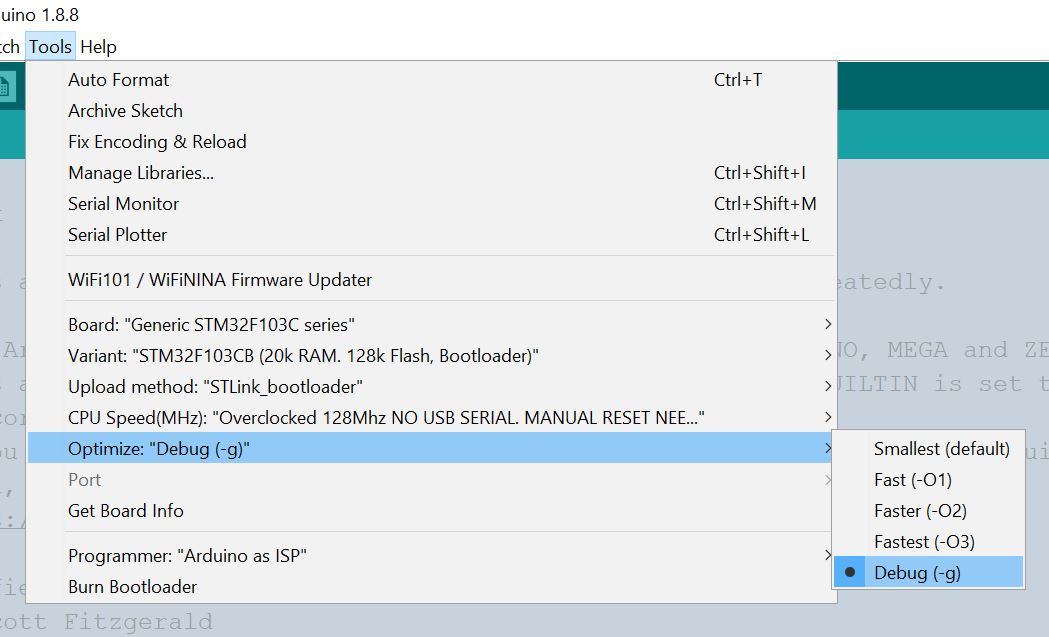 uino 1.8.8
tch Tools Help
Auto Format Ctrl+T
Archive Sketch
Fix Encoding & Reload
Manage Libraries... Ctrl+Shift+I
Serial Monitor Ctrl+Shift+M
Serial Plotter Ctrl+Shift+L
WiFi101 / WiFiNINA Firmware Updater
eatedly.
Board: "Generic STM32F103C series"
Variant: "STM32F103CB (20k RAM. 128k Flash, Bootloader)"
NO, MEGA and ZE
Upload method: "STLink_bootloader"
UILTIN is set t
CPU Speed(MHz): "Overclocked 128Mhz NO USB SERIAL. MANUAL RESET NEE..."
Optimize: "Debug (-g)"
Smallest (default)
Port
Fast (-O1)
Get Board Info
Faster (-O2)
Fastest (-O3)
Programmer: "Arduino as ISP"
Debug (-g)
Burn Bootloader
cott Fitzgerald